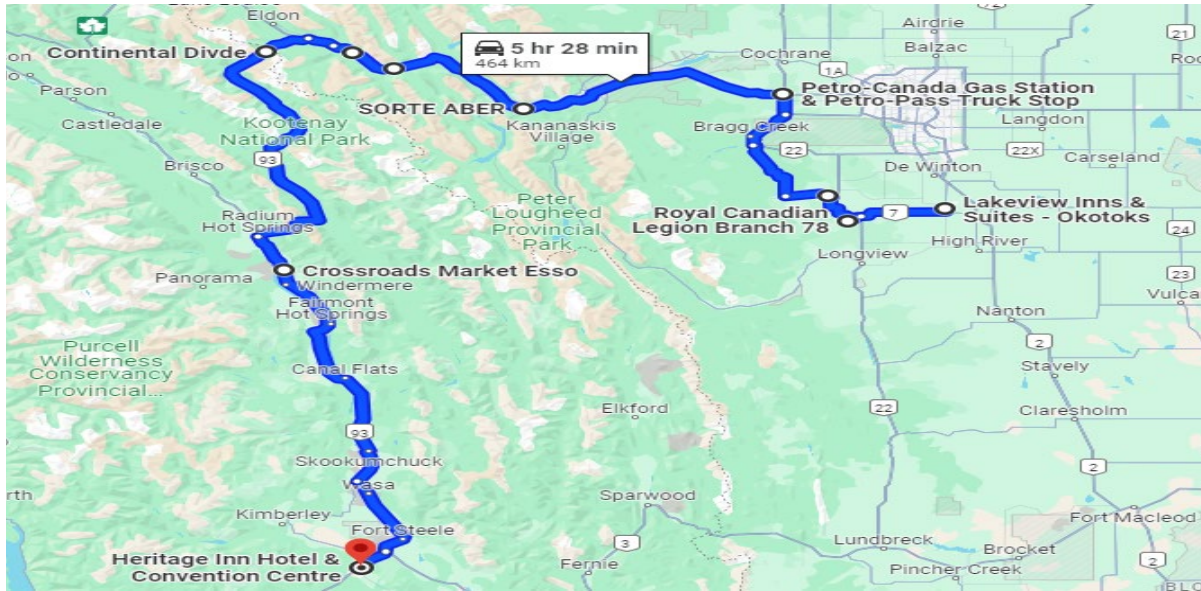 Eldon
Airdrie
72
21
Continental Divde
5 hr 28 min
464 km
Cochrane
1A
Balzac
Parson
Petro-Canada Gas Station
& Petro-Pass Truck Stop
SORTE ABER
Castledale
Kootenay
National Park
Kananaskis
Village
Bragg Creek
Langdon
22
22X
Carseland
Brisco
93
De Winton
Peter
Lougheed
Provincial
Park
Royal Canadian
Legion Branch 78
7
Lakeview Inns &
Suites - Okotoks
Radium
Hot Springs
24
High River
Longview
Panorama
Crossroads Market Esso
Windermere
23
Fairmont
Hot Springs
Vulca
Nanton
2
Purcell
Wilderness
Conservancy
Provincial...
Canal Flats
Stavely
Elkford
22
Claresholm
93
Skookumchuck
2
Wasa
Sparwood
rth
Kimberley
Fort Steele
Fort Macleod
3
Lundbreck
Brocket
2
Heritage Inn Hotel &
Convention Centre
Fernie
Pincher Creek
BLO